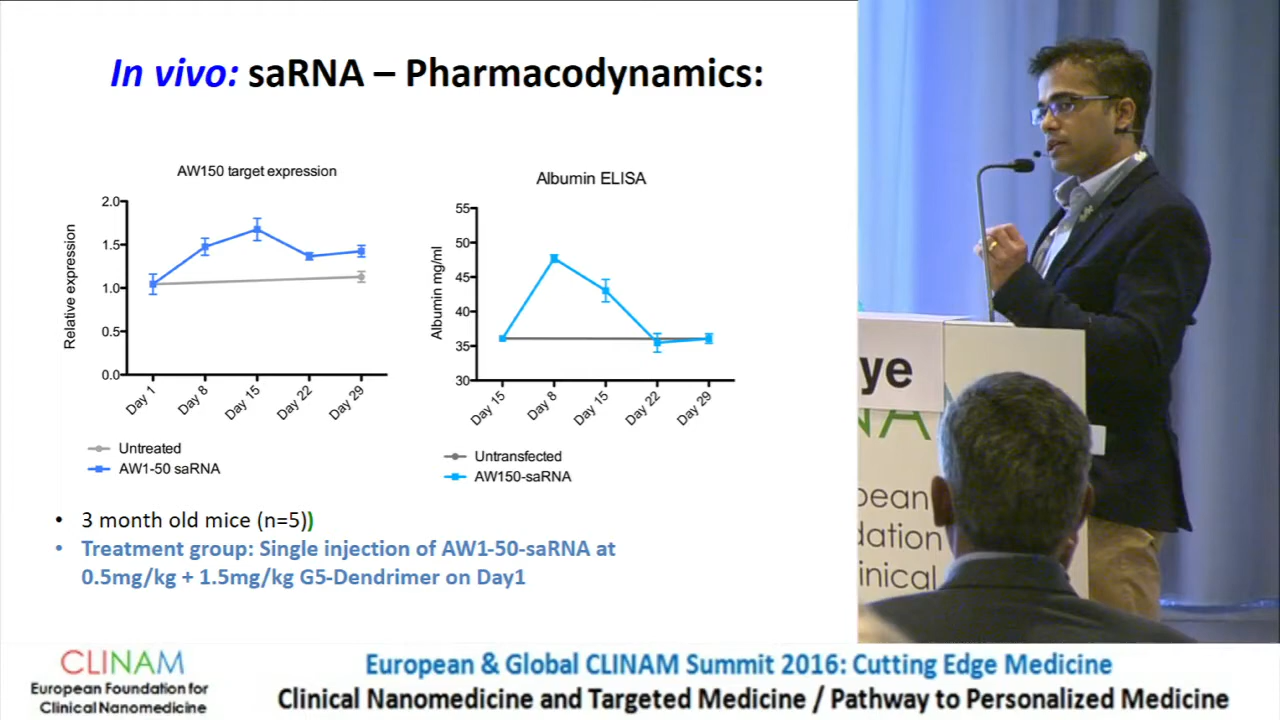 In vivo: saRNA – Pharmacodynamics:
AW150 target expression
Relative expression
2.0
1.5
1.0
0.5
0.0
Day 1
Day 8
Day 15
Day 22
Day 29
Untreated
AW1-50 saRNA
Albumin ELISA
Albumin mg/ml
55
50
45
40
35
30
Day 15
Day 8
Day 15
Day 22
Day 29
Untransfected
AW150-saRNA
• 3 month old mice (n=5))
• Treatment group: Single injection of AW1-50-saRNA at
0.5mg/kg + 1.5mg/kg G5-Dendrimer on Day1
ye
NA
pean
dation
inical
CLINAM
European Foundation for
Clinical Nanomedicine
European & Global CLINAM Summit 2016: Cutting Edge Medicine
Clinical Nanomedicine and Targeted Medicine / Pathway to Personalized Medicine